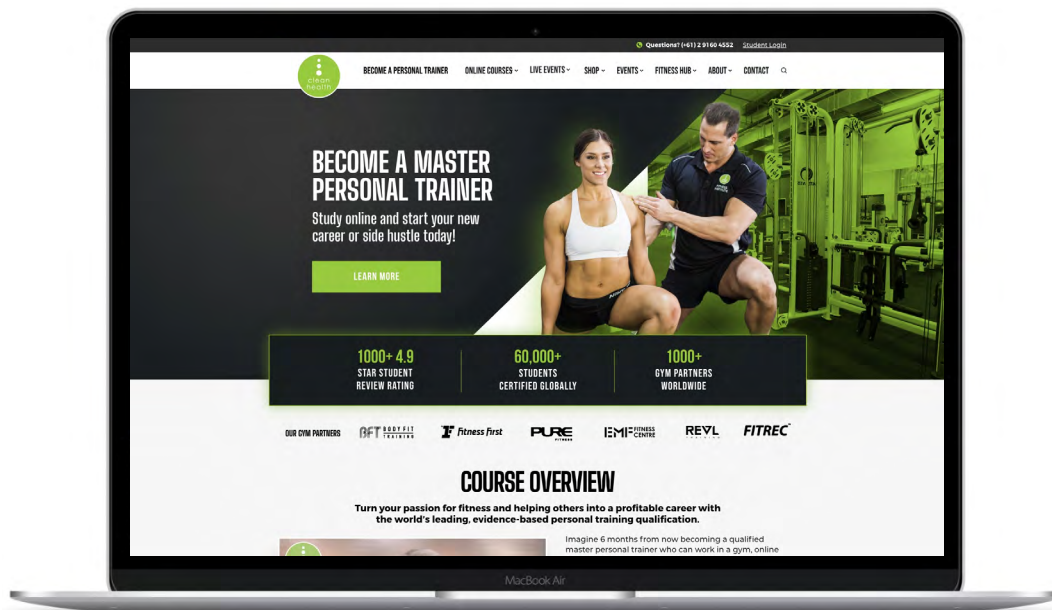 Questions? (+61) 2 9160 4552 Student Login
clean
health
BECOME A PERSONAL TRAINER ONLINE COURSES LIVE EVENTS SHOP EVENTS FITNESS HUB ABOUT CONTACT
BECOME A MASTER
PERSONAL TRAINER
Study online and start your new
career or side hustle today!
LEARN MORE
1000+ 4.9
STAR STUDENT
REVIEW RATING
60,000+
STUDENTS
CERTIFIED GLOBALLY
1000+
GYM PARTNERS
WORLDWIDE
OUR GYM PARTNERS
BFT BODY FIT
TRAINING
fitness first
PURE
FITNESS
EMF FITNESS
CENTRE
REVL
TRAINING
FITREC
COURSE OVERVIEW
Turn your passion for fitness and helping others into a profitable career with
the world's leading, evidence-based personal training qualification.
Imagine 6 months from now becoming a qualified
master personal trainer who can work in a gym, online
MacBook Air